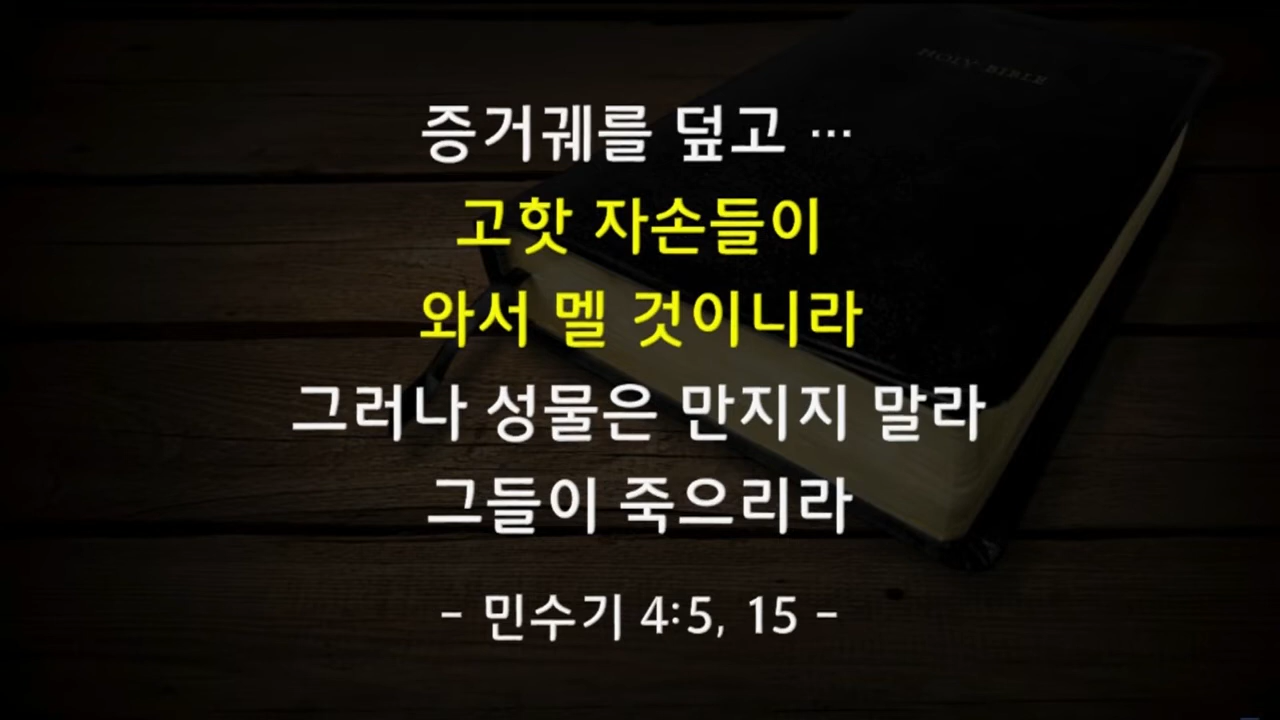 HOLY BIBLE
증거궤를 덮고 …
고핫 자손들이
와서 멜 것이니라
그러나 성물은 만지지 말라
그들이 죽으리라
- 민수기 4:5, 15 -